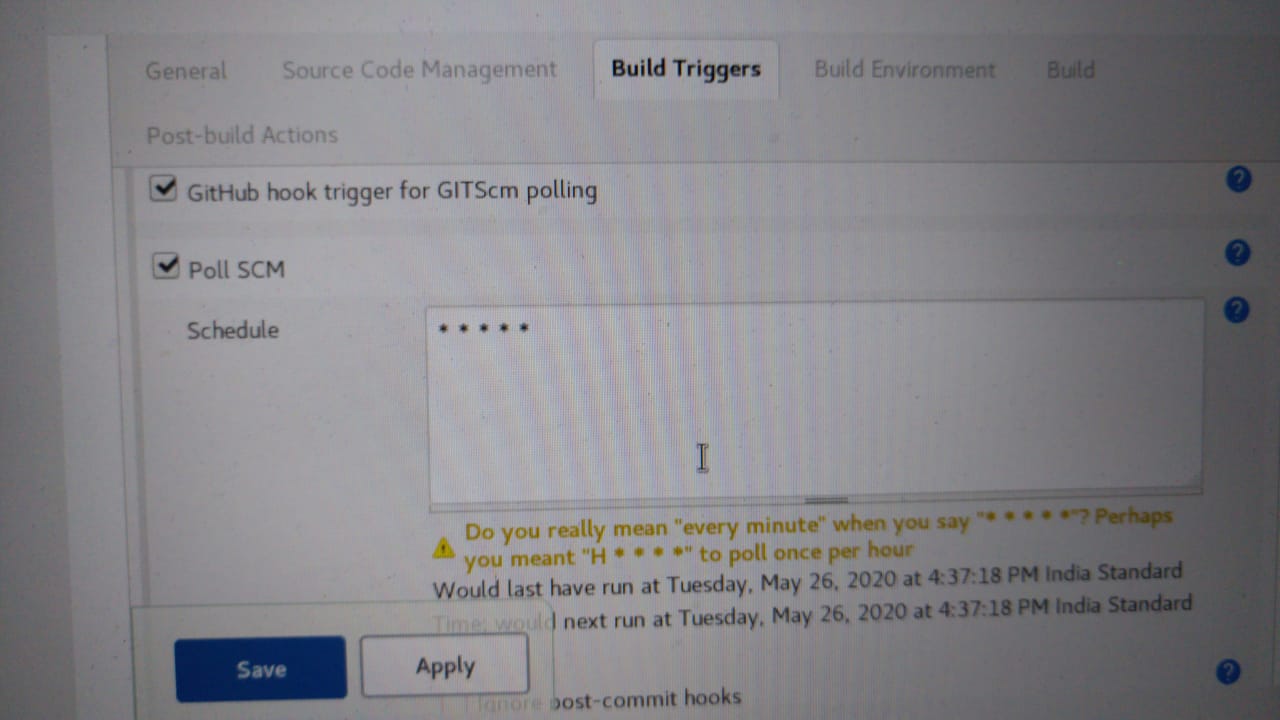 General Source Code Management Build Triggers Build Environment Build
Post-build Actions
GitHub hook trigger for GITScm polling
Poll SCM
Schedule
* * * * *
Do you really mean "every minute" when you say "* * * * *"? Perhaps
you meant "H * * * *" to poll once per hour
Would last have run at Tuesday, May 26, 2020 at 4:37:18 PM India Standard
Time; would next run at Tuesday, May 26, 2020 at 4:37:18 PM India Standard
Save Apply
Ignore post-commit hooks